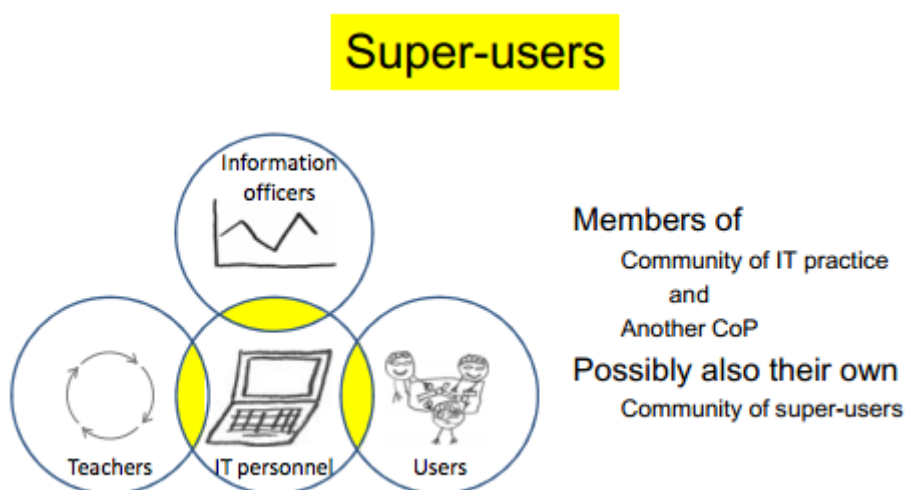 Super-users
Information
officers
Teachers
IT personnel
Users
Members of
Community of IT practice
and
Another CoP
Possibly also their own
Community of super-users